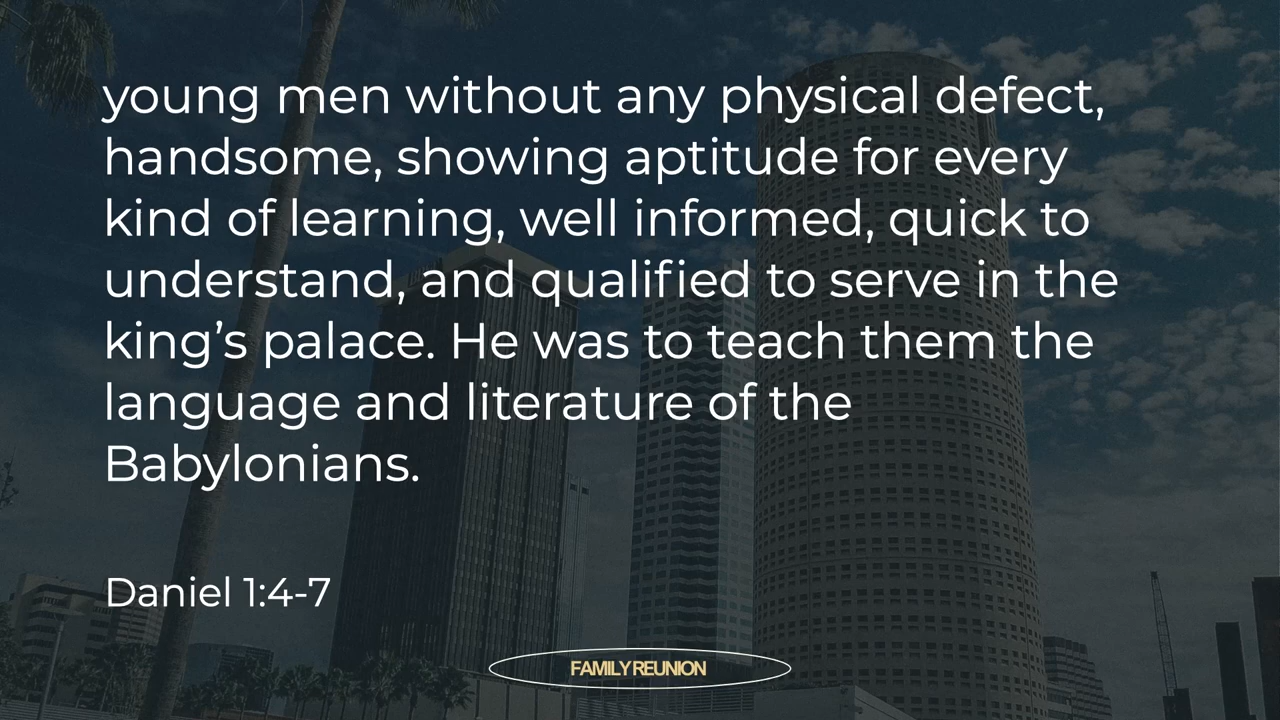 young men without any physical defect,
handsome, showing aptitude for every
kind of learning, well informed, quick to
understand, and qualified to serve in the
king’s palace. He was to teach them the
language and literature of the
Babylonians.
Daniel 1:4-7
FAMILY REUNION